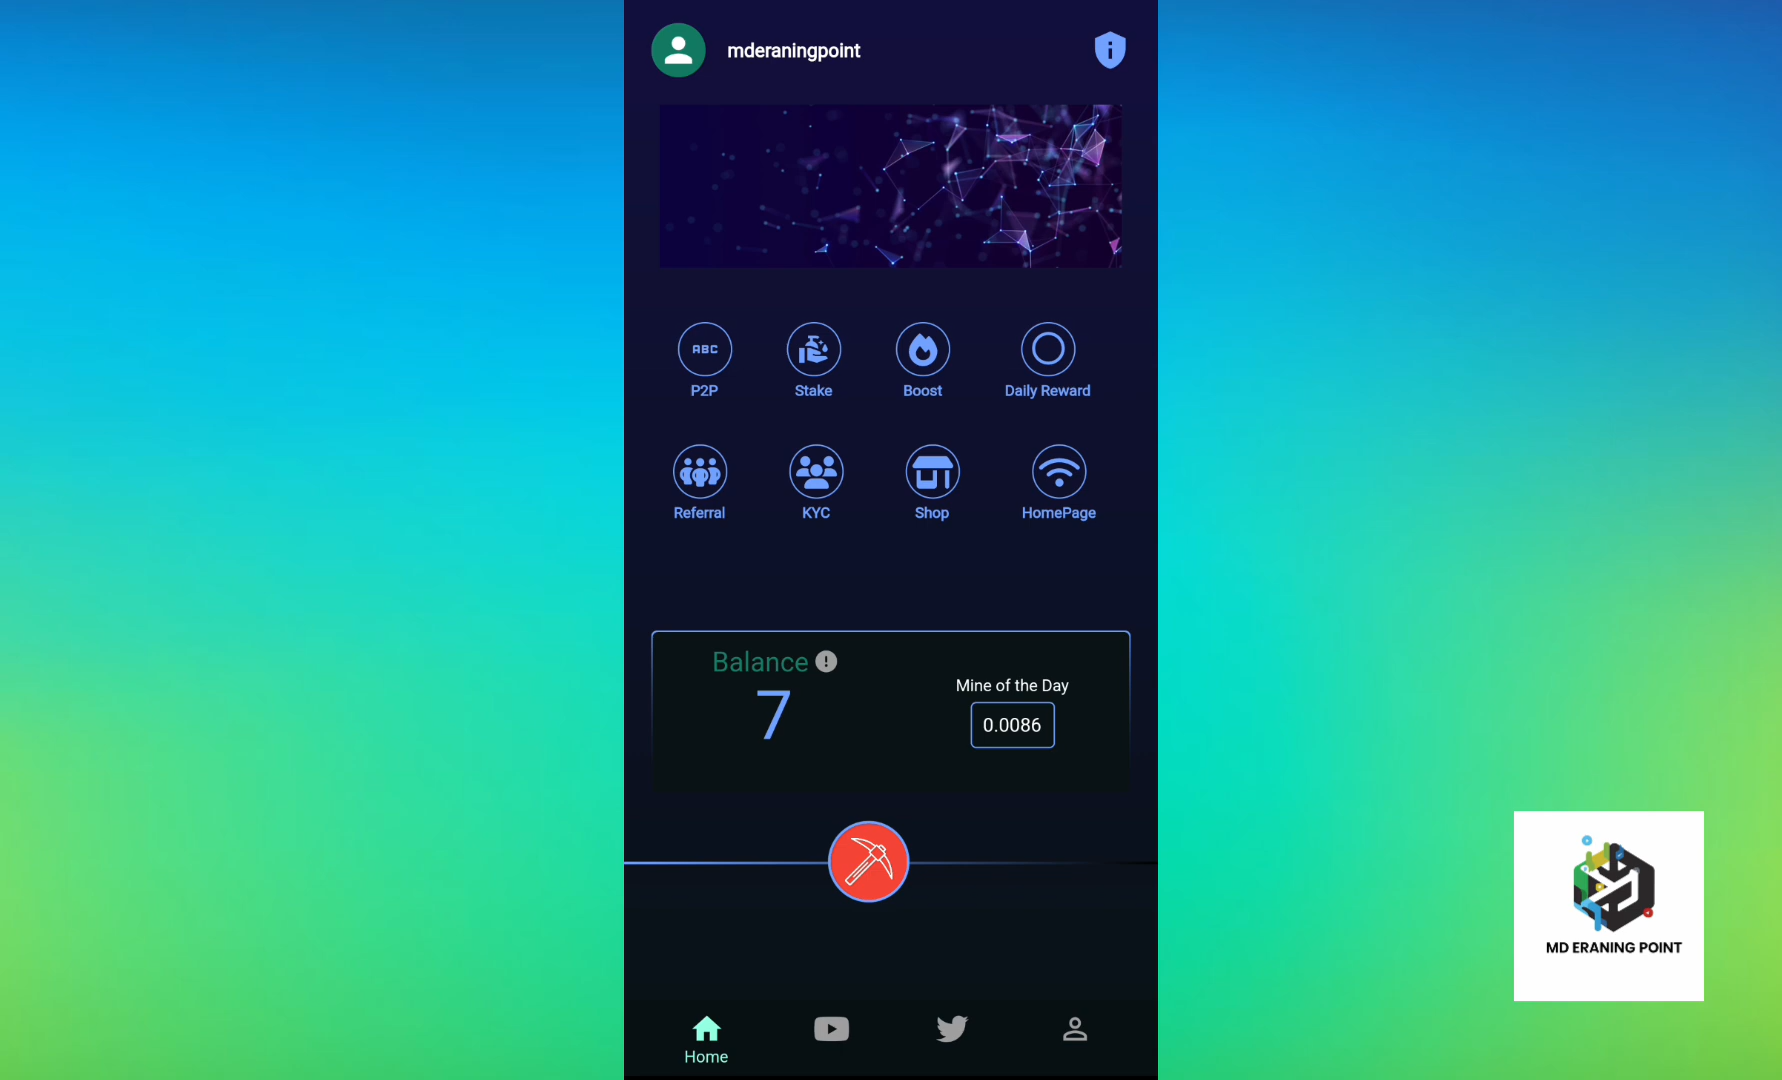 mderaningpoint
ABC
P2P
Stake
Boost
Daily Reward
Referral
KYC
Shop
HomePage
Balance
7
Mine of the Day
0.0086
Home
MD ERANING POINT